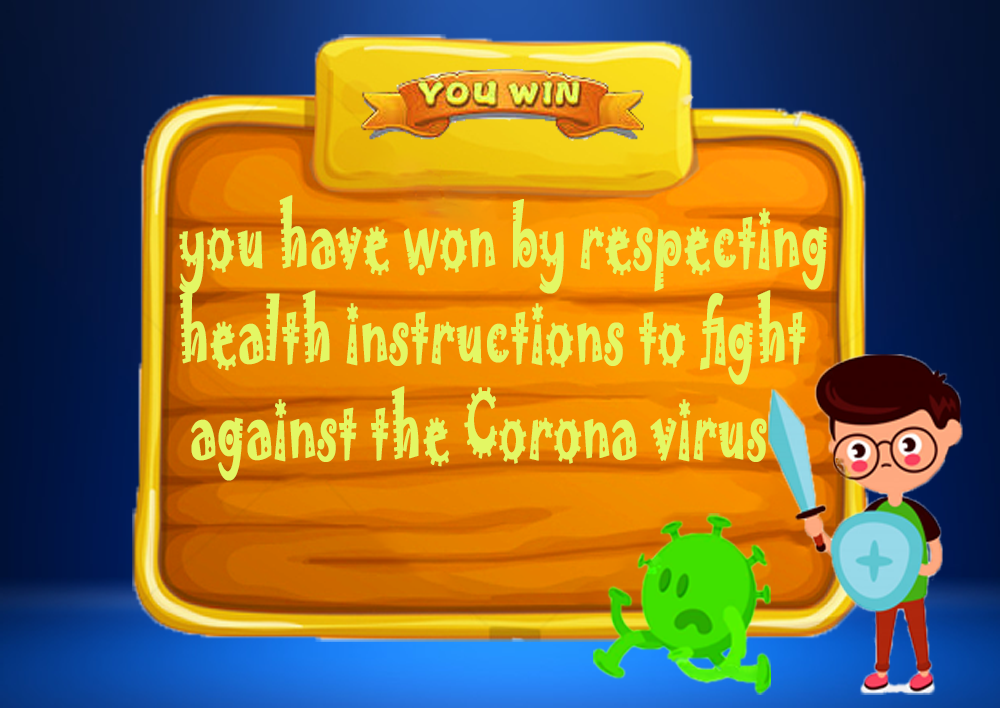 YOU WIN
you have won by respecting
health instructions to fight
against the Corona virus